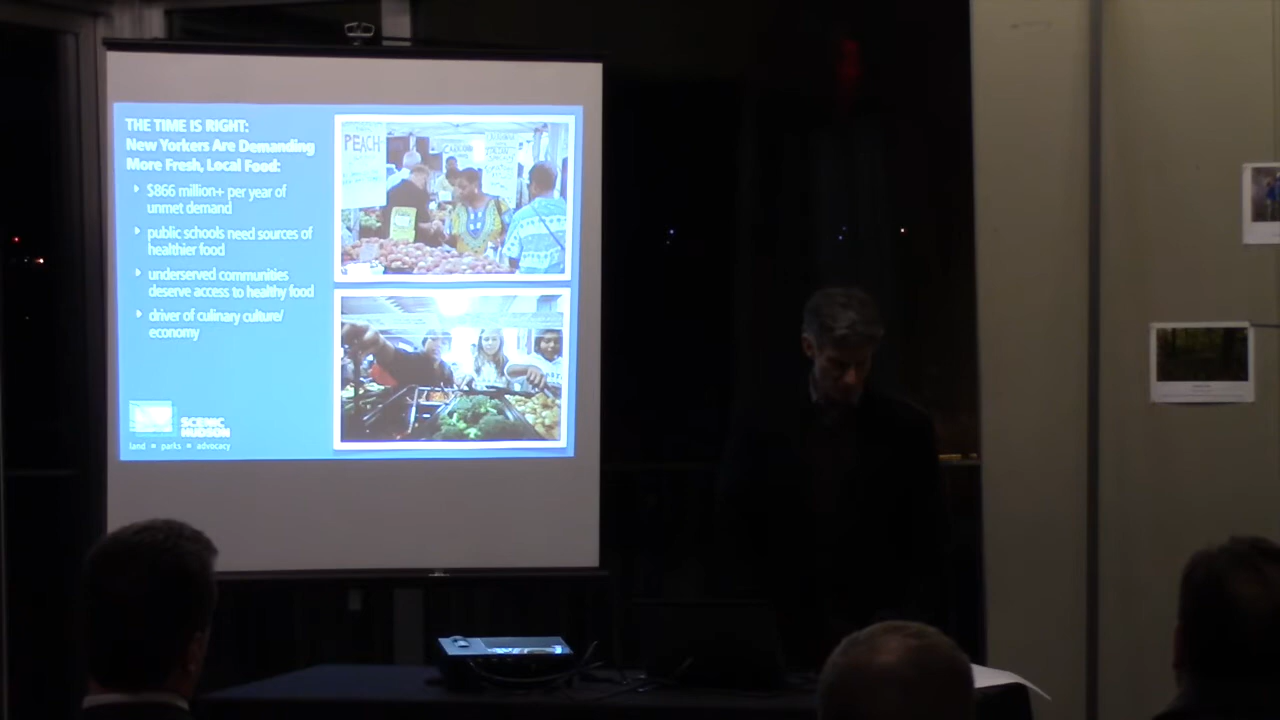 THE TIME IS RIGHT:
New Yorkers Are Demanding
More Fresh, Local Food:
$866 million+ per year of
unmet demand
public schools need sources of
healthier food
underserved communities
deserve access to healthy food
driver of culinary culture/
economy
SCENIC
HUDSON
land • parks • advocacy
PEACH